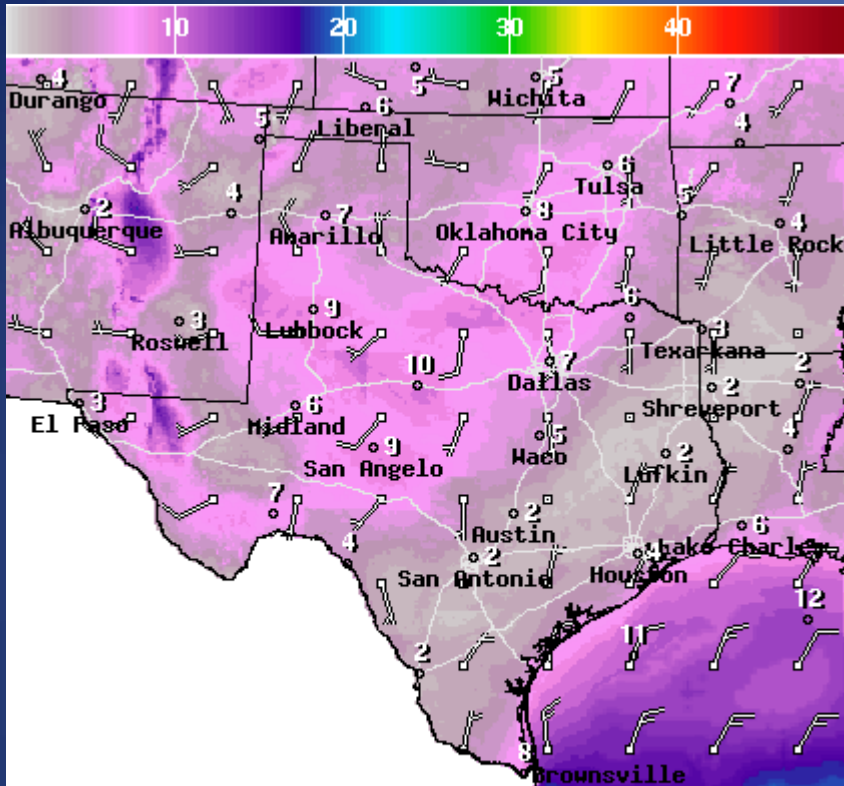 10 20 30 40
4 5 5 7
Durango Wichita
5 6 4
Liberal
6
Tulsa
2 4 7 8 5 4
Albuquerque Amarillo Oklahoma City Little Rock
3 9 6 3
Roswell Lubbock Texarkana
10 7
Dallas
3 6 2 2
El Paso Midland Shreveport
9 5 2 4
San Angelo Waco Lufkin
7 2 6
Austin
4 2 4 Lake Charles
San Antonio Houston
12
11
2
8
Brownsville